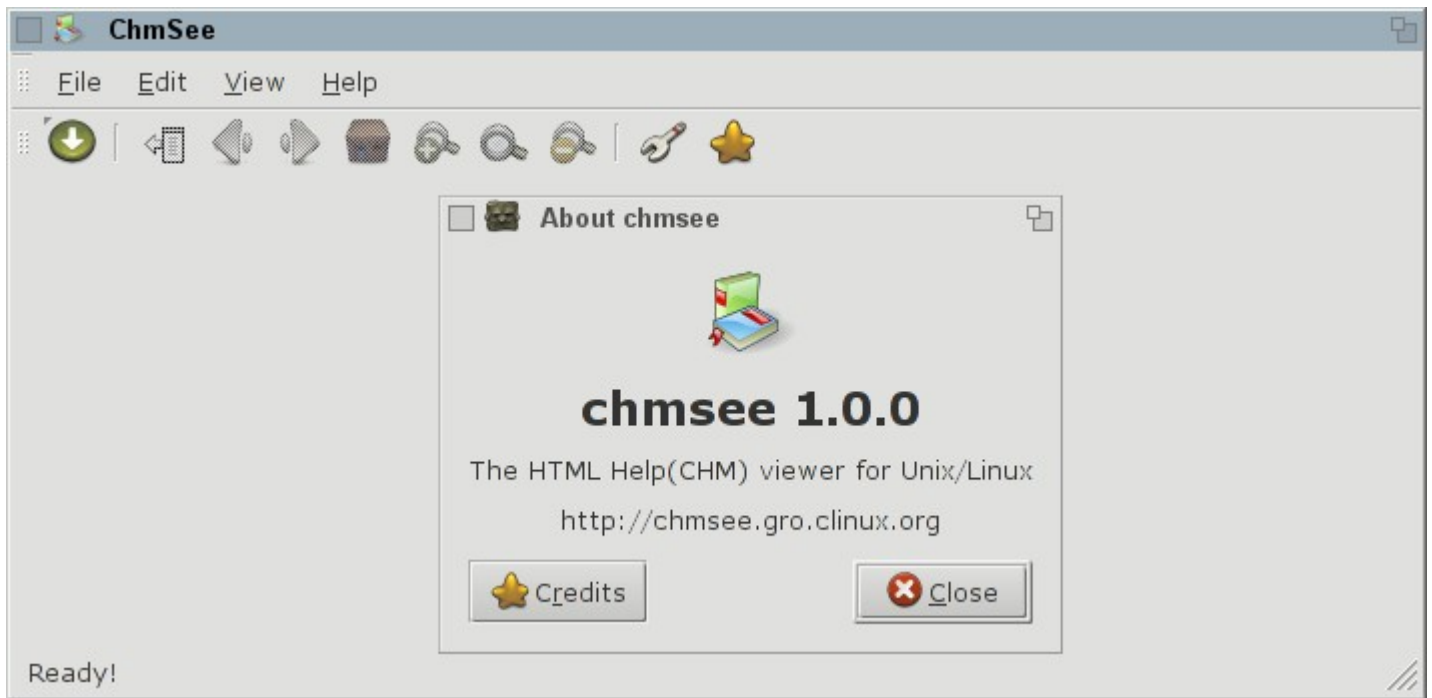 ChmSee
File Edit View Help
About chmsee
chmsee 1.0.0
The HTML Help(CHM) viewer for Unix/Linux
http://chmsee.gro.clinux.org
Credits Close
Ready!